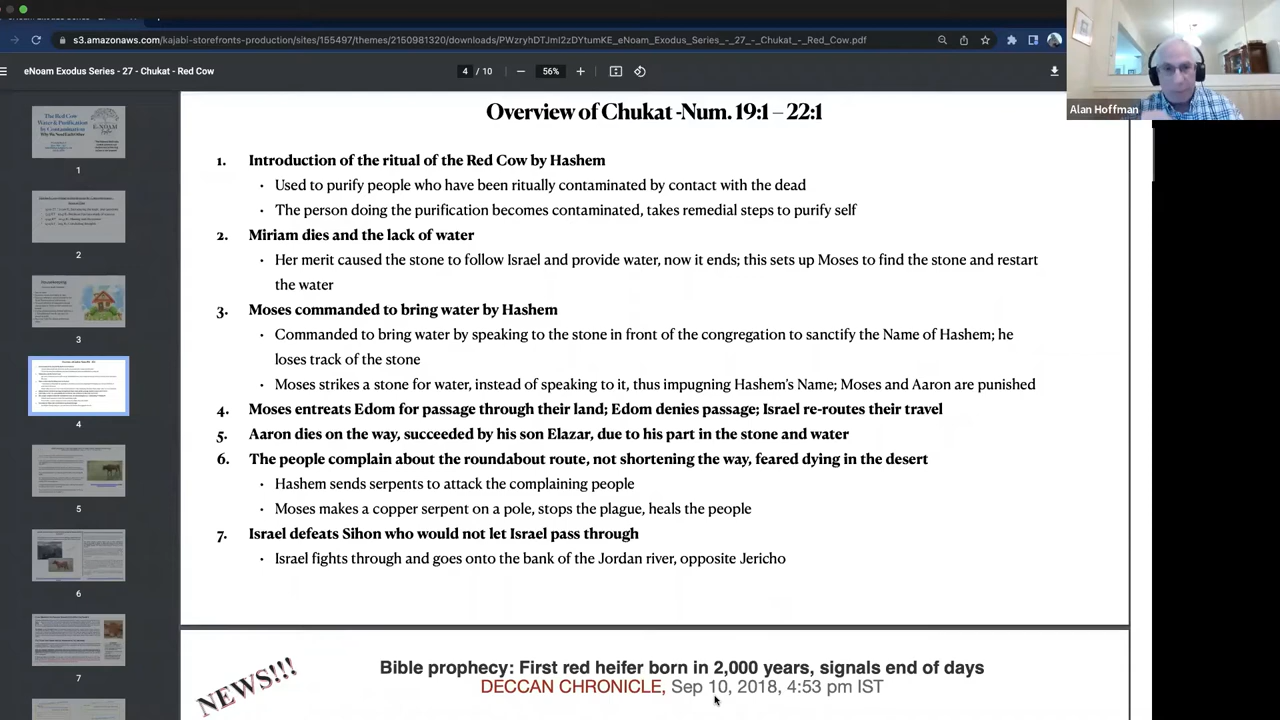 s3.amazonaws.com/kajabi-storefronts-production/sites/155497/themes/2150981320/downloads/PWzryhDTJmI2zDYtumKE_eNoam_Exodus_Series_-_27_-_Chukat_-_Red_Cow.pdf
eNoam Exodus Series - 27 - Chukat - Red Cow
4 / 10
56%
Alan Hoffman
1
2
3
4
5
6
7
Overview of Chukat -Num. 19:1 – 22:1
1. Introduction of the ritual of the Red Cow by Hashem
• Used to purify people who have been ritually contaminated by contact with the dead
• The person doing the purification becomes contaminated, takes remedial steps to purify self
2. Miriam dies and the lack of water
• Her merit caused the stone to follow Israel and provide water, now it ends; this sets up Moses to find the stone and restart
the water
3. Moses commanded to bring water by Hashem
• Commanded to bring water by speaking to the stone in front of the congregation to sanctify the Name of Hashem; he
loses track of the stone
• Moses strikes a stone for water, instead of speaking to it, thus impugning Hashem's Name; Moses and Aaron are punished
4. Moses entreats Edom for passage through their land; Edom denies passage; Israel re-routes their travel
5. Aaron dies on the way, succeeded by his son Elazar, due to his part in the stone and water
6. The people complain about the roundabout route, not shortening the way, feared dying in the desert
• Hashem sends serpents to attack the complaining people
• Moses makes a copper serpent on a pole, stops the plague, heals the people
7. Israel defeats Sihon who would not let Israel pass through
• Israel fights through and goes onto the bank of the Jordan river, opposite Jericho
NEWS!!!
Bible prophecy: First red heifer born in 2,000 years, signals end of days
DECCAN CHRONICLE, Sep 10, 2018, 4:53 pm IST